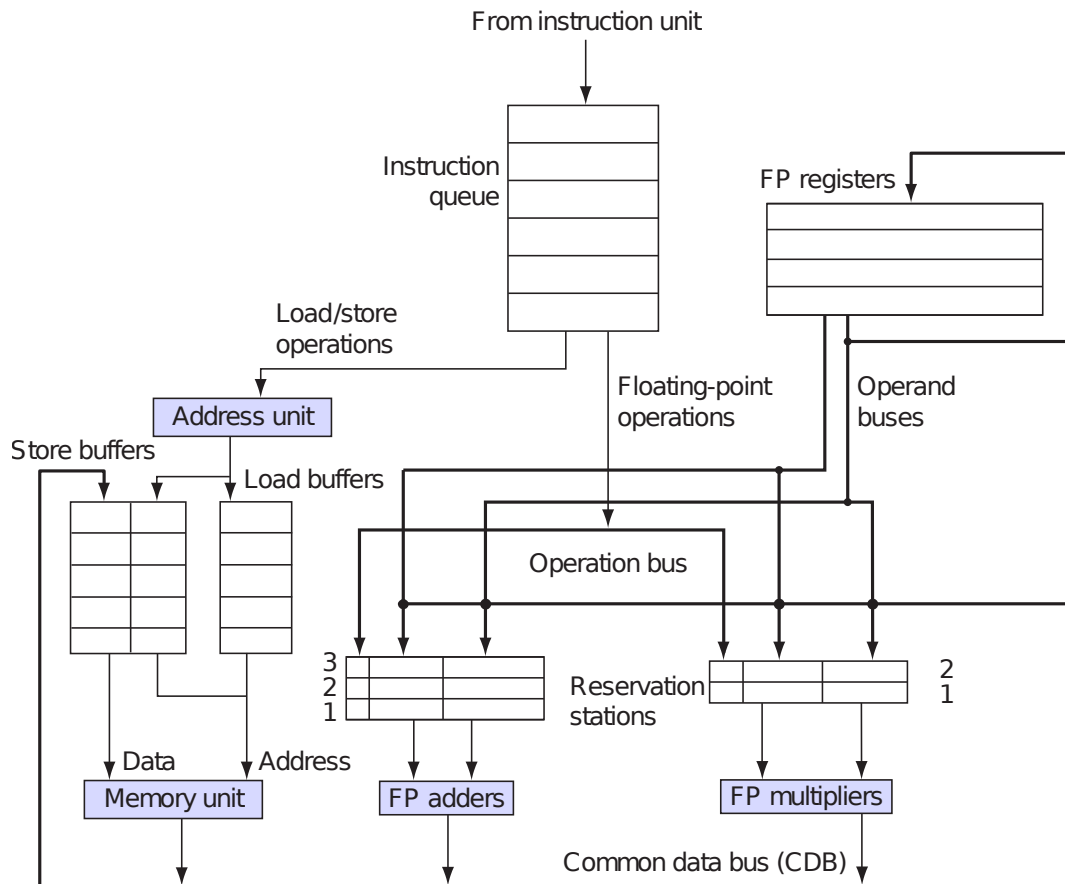 From instruction unit
Instruction
queue
FP registers
Load/store
operations
Floating-point
operations
Operand
buses
Address unit
Store buffers
Load buffers
Operation bus
3
2
1
Reservation
stations
2
1
Data
Address
Memory unit
FP adders
FP multipliers
Common data bus (CDB)